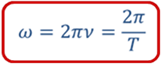 ω = 2πν = 2π/T